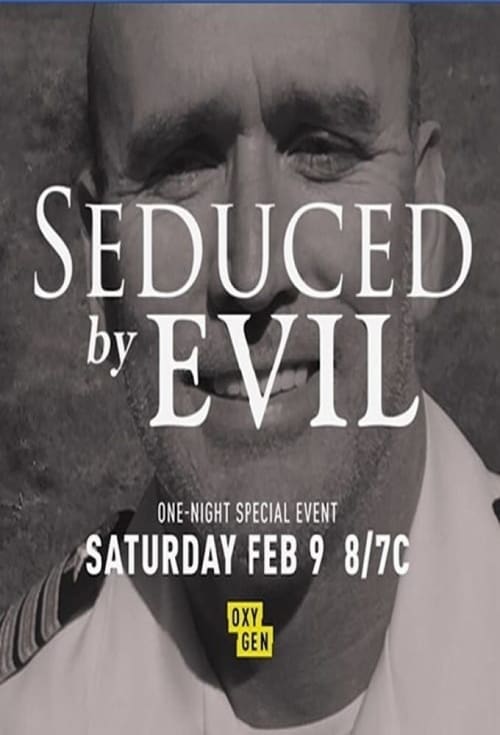 SEDUCED
by EVIL
ONE-NIGHT SPECIAL EVENT
SATURDAY FEB 9 8/7C
OXY
GEN